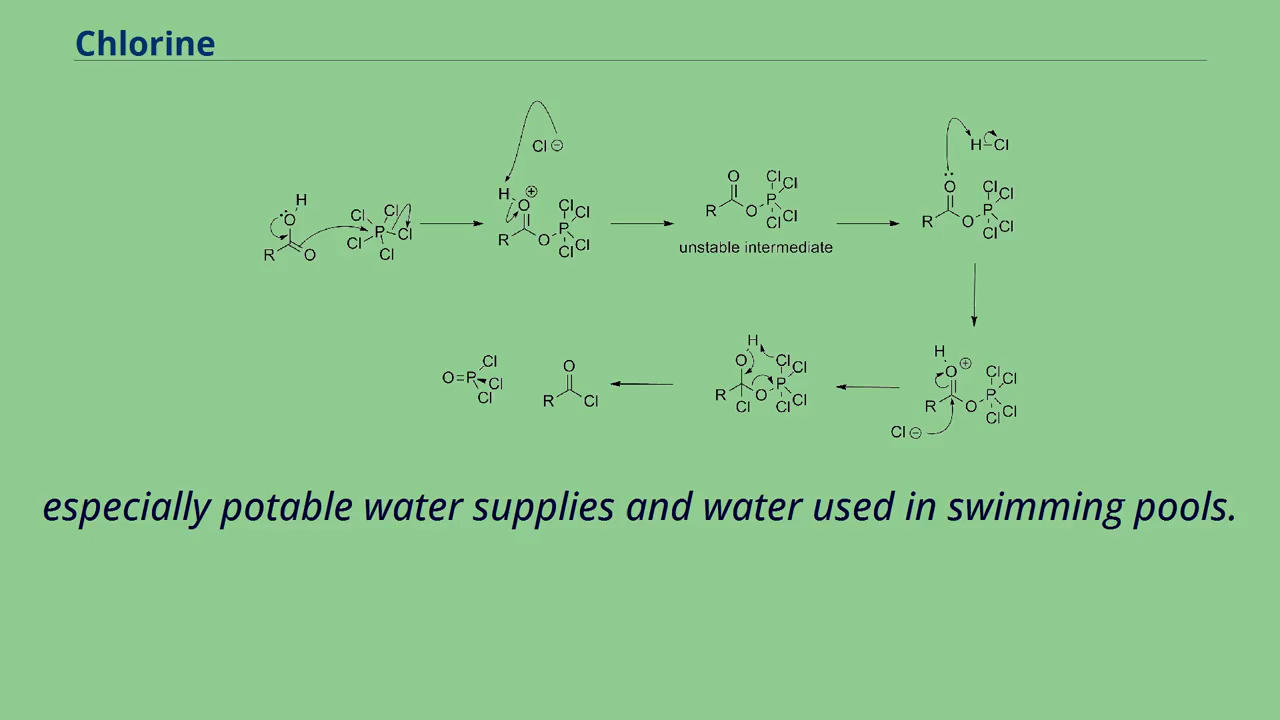 Chlorine
Cl ⊖
H Cl
H O R O Cl Cl P Cl Cl Cl
H O ⊕ R O P Cl Cl Cl Cl
O R O P Cl Cl Cl Cl
O R O P Cl Cl Cl Cl
unstable intermediate
O=P Cl Cl Cl
O R Cl
H O R Cl O P Cl Cl Cl Cl
H O ⊕ R O P Cl Cl Cl Cl
Cl ⊖
especially potable water supplies and water used in swimming pools.